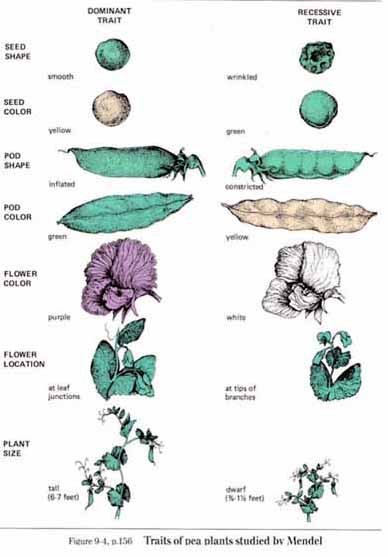 DOMINANT
TRAIT
RECESSIVE
TRAIT
SEED
SHAPE
smooth
wrinkled
SEED
COLOR
yellow
green
POD
SHAPE
inflated
constricted
POD
COLOR
green
yellow
FLOWER
COLOR
purple
white
FLOWER
LOCATION
at leaf
junctions
at tips of
branches
PLANT
SIZE
tall
(6-7 feet)
dwarf
(¾-1½ feet)
Figure 9-4, p.156 Traits of pea plants studied by Mendel